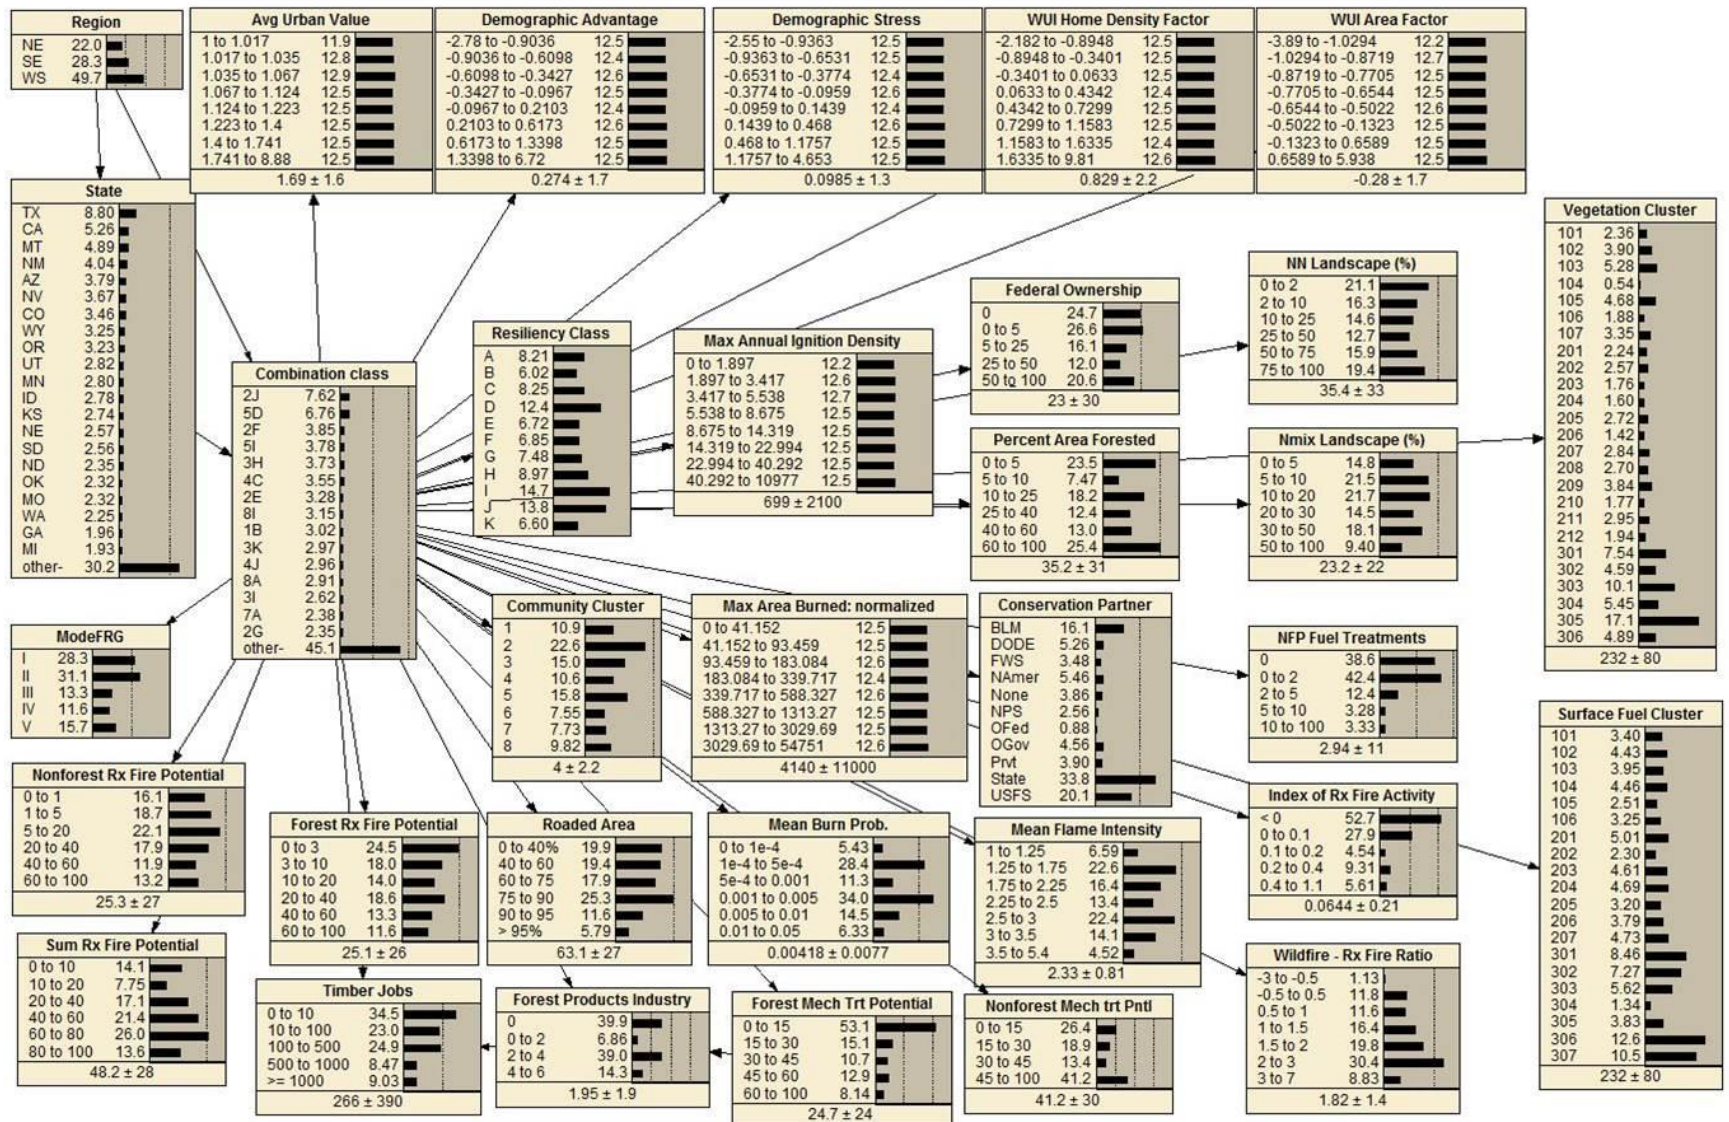 Region
NE 22.0
SE 28.3
WS 49.7
Avg Urban Value
1 to 1.017 11.9
1.017 to 1.035 12.8
1.035 to 1.067 12.9
1.067 to 1.124 12.5
1.124 to 1.223 12.5
1.223 to 1.4 12.5
1.4 to 1.741 12.5
1.741 to 8.88 12.5
1.69 ± 1.6
Demographic Advantage
-2.78 to -0.9036 12.5
-0.9036 to -0.6098 12.4
-0.6098 to -0.3427 12.6
-0.3427 to -0.0967 12.5
-0.0967 to 0.2103 12.4
0.2103 to 0.6173 12.6
0.6173 to 1.3398 12.5
1.3398 to 6.72 12.5
0.274 ± 1.7
Demographic Stress
-2.55 to -0.9363 12.5
-0.9363 to -0.6531 12.5
-0.6531 to -0.3774 12.4
-0.3774 to -0.0959 12.6
-0.0959 to 0.1439 12.4
0.1439 to 0.468 12.6
0.468 to 1.1757 12.5
1.1757 to 4.653 12.5
0.0985 ± 1.3
WUI Home Density Factor
-2.182 to -0.8948 12.5
-0.8948 to -0.3401 12.5
-0.3401 to 0.0633 12.5
0.0633 to 0.4342 12.4
0.4342 to 0.7299 12.5
0.7299 to 1.1583 12.5
1.1583 to 1.6335 12.4
1.6335 to 9.81 12.6
0.829 ± 2.2
WUI Area Factor
-3.89 to -1.0294 12.2
-1.0294 to -0.8719 12.7
-0.8719 to -0.7705 12.5
-0.7705 to -0.6544 12.5
-0.6544 to -0.5022 12.6
-0.5022 to -0.1323 12.5
-0.1323 to 0.6589 12.5
0.6589 to 5.938 12.5
-0.28 ± 1.7
State
TX 8.80
CA 5.26
MT 4.89
NM 4.04
AZ 3.79
NV 3.67
CO 3.46
WY 3.25
OR 3.23
UT 2.82
MN 2.80
ID 2.78
KS 2.74
NE 2.57
SD 2.56
ND 2.35
OK 2.32
MO 2.32
WA 2.25
GA 1.96
MI 1.93
other- 30.2
Combination class
2J 7.62
5D 6.76
2F 3.85
5I 3.78
3H 3.73
4C 3.55
2E 3.28
8I 3.15
1B 3.02
3K 2.97
4J 2.96
8A 2.91
3I 2.62
7A 2.38
2G 2.35
other- 45.1
Resiliency Class
A 8.21
B 6.02
C 8.25
D 12.4
E 6.72
F 6.85
G 7.48
H 8.97
I 14.7
J 13.8
K 6.60
Max Annual Ignition Density
0 to 1.897 12.2
1.897 to 3.417 12.6
3.417 to 5.538 12.7
5.538 to 8.675 12.5
8.675 to 14.319 12.5
14.319 to 22.994 12.5
22.994 to 40.292 12.5
40.292 to 10977 12.5
699 ± 2100
Federal Ownership
0 24.7
0 to 5 26.6
5 to 25 16.1
25 to 50 12.0
50 to 100 20.6
23 ± 30
NN Landscape (%)
0 to 2 21.1
2 to 10 16.3
10 to 25 14.6
25 to 50 12.7
50 to 75 15.9
75 to 100 19.4
35.4 ± 33
Percent Area Forested
0 to 5 23.5
5 to 10 7.47
10 to 25 18.2
25 to 40 12.4
40 to 60 13.0
60 to 100 25.4
35.2 ± 31
Nmix Landscape (%)
0 to 5 14.8
5 to 10 21.5
10 to 20 21.7
20 to 30 14.5
30 to 50 18.1
50 to 100 9.40
23.2 ± 22
Vegetation Cluster
101 2.36
102 3.90
103 5.28
104 0.54
105 4.68
106 1.88
107 3.35
201 2.24
202 2.57
203 1.76
204 1.60
205 2.72
206 1.42
207 2.84
208 2.70
209 3.84
210 1.77
211 2.95
212 1.94
301 7.54
302 4.59
303 10.1
304 5.45
305 17.1
306 4.89
232 ± 80
ModeFRG
I 28.3
II 31.1
III 13.3
IV 11.6
V 15.7
Community Cluster
1 10.9
2 22.6
3 15.0
4 10.6
5 15.8
6 7.55
7 7.73
8 9.82
4 ± 2.2
Max Area Burned: normalized
0 to 41.152 12.5
41.152 to 93.459 12.5
93.459 to 183.084 12.6
183.084 to 339.717 12.4
339.717 to 588.327 12.6
588.327 to 1313.27 12.5
1313.27 to 3029.69 12.5
3029.69 to 54751 12.6
4140 ± 11000
Conservation Partner
BLM 16.1
DODE 5.26
FWS 3.48
NAmer 5.46
None 3.86
NPS 2.56
OFed 0.88
OGov 4.56
Prvt 3.90
State 33.8
USFS 20.1
NFP Fuel Treatments
0 38.6
0 to 2 42.4
2 to 5 12.4
5 to 10 3.28
10 to 100 3.33
2.94 ± 11
Surface Fuel Cluster
101 3.40
102 4.43
103 3.95
104 4.46
105 2.51
106 3.25
201 5.01
202 2.30
203 4.61
204 4.69
205 3.20
206 3.79
207 4.73
301 8.46
302 7.27
303 5.62
304 1.34
305 3.83
306 12.6
307 10.5
232 ± 80
Nonforest Rx Fire Potential
0 to 1 16.1
1 to 5 18.7
5 to 20 22.1
20 to 40 17.9
40 to 60 11.9
60 to 100 13.2
25.3 ± 27
Forest Rx Fire Potential
0 to 3 24.5
3 to 10 18.0
10 to 20 14.0
20 to 40 18.6
40 to 60 13.3
60 to 100 11.6
25.1 ± 26
Roaded Area
0 to 40% 19.9
40 to 60 19.4
60 to 75 17.9
75 to 90 25.3
90 to 95 11.6
> 95% 5.79
63.1 ± 27
Mean Burn Prob.
0 to 1e-4 5.43
1e-4 to 5e-4 28.4
5e-4 to 0.001 11.3
0.001 to 0.005 34.0
0.005 to 0.01 14.5
0.01 to 0.05 6.33
0.00418 ± 0.0077
Mean Flame Intensity
1 to 1.25 6.59
1.25 to 1.75 22.6
1.75 to 2.25 16.4
2.25 to 2.5 13.4
2.5 to 3 22.4
3 to 3.5 14.1
3.5 to 5.4 4.52
2.33 ± 0.81
Index of Rx Fire Activity
< 0 52.7
0 to 0.1 27.9
0.1 to 0.2 4.54
0.2 to 0.4 9.31
0.4 to 1.1 5.61
0.0644 ± 0.21
Sum Rx Fire Potential
0 to 10 14.1
10 to 20 7.75
20 to 40 17.1
40 to 60 21.4
60 to 80 26.0
80 to 100 13.6
48.2 ± 28
Timber Jobs
0 to 10 34.5
10 to 100 23.0
100 to 500 24.9
500 to 1000 8.47
>= 1000 9.03
266 ± 390
Forest Products Industry
0 39.9
0 to 2 6.86
2 to 4 39.0
4 to 6 14.3
1.95 ± 1.9
Forest Mech Trt Potential
0 to 15 53.1
15 to 30 15.1
30 to 45 10.7
45 to 60 12.9
60 to 100 8.14
24.7 ± 24
Nonforest Mech trt Pntl
0 to 15 26.4
15 to 30 18.9
30 to 45 13.4
45 to 100 41.2
41.2 ± 30
Wildfire - Rx Fire Ratio
-3 to -0.5 1.13
-0.5 to 0.5 11.8
0.5 to 1 11.6
1 to 1.5 16.4
1.5 to 2 19.8
2 to 3 30.4
3 to 7 8.83
1.82 ± 1.4